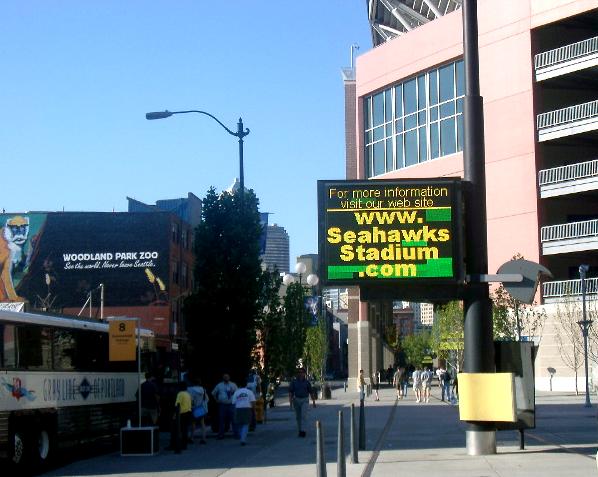 For more information
visit our web site
www.
Seahawks
Stadium
.com
WOODLAND PARK ZOO
See the world. Never leave Seattle.
8
GRAY LINE